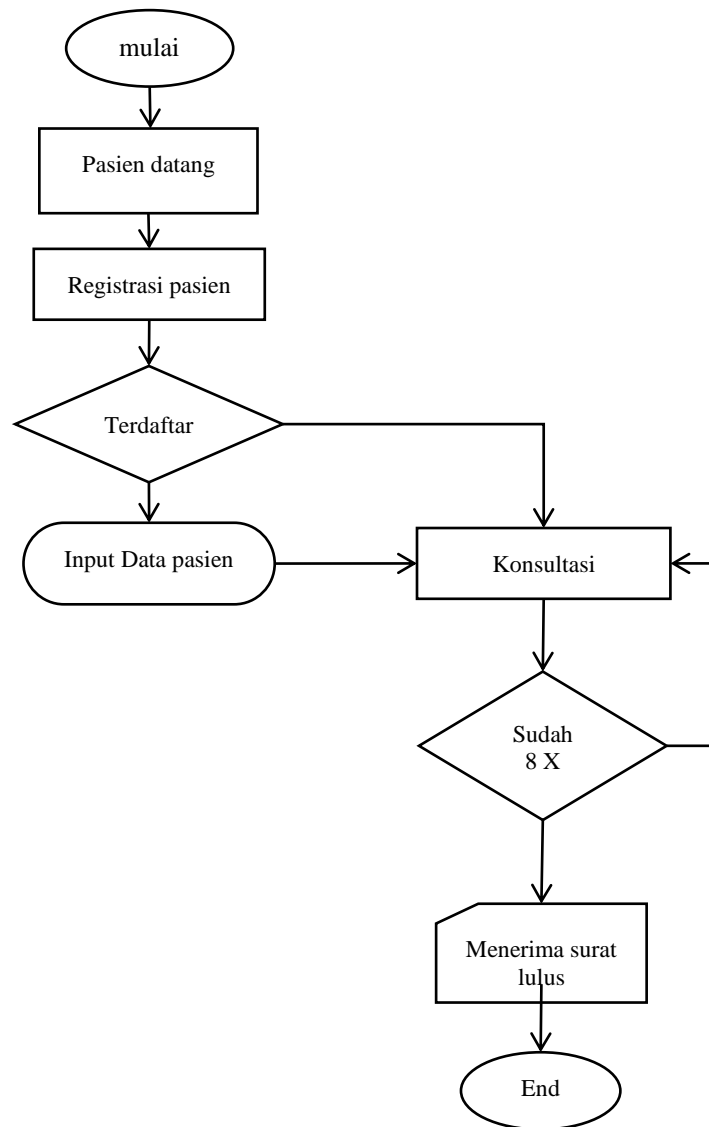 mulai
Pasien datang
Registrasi pasien
Terdaftar
Input Data pasien
Konsultasi
Sudah
8 X
Menerima surat
lulus
End